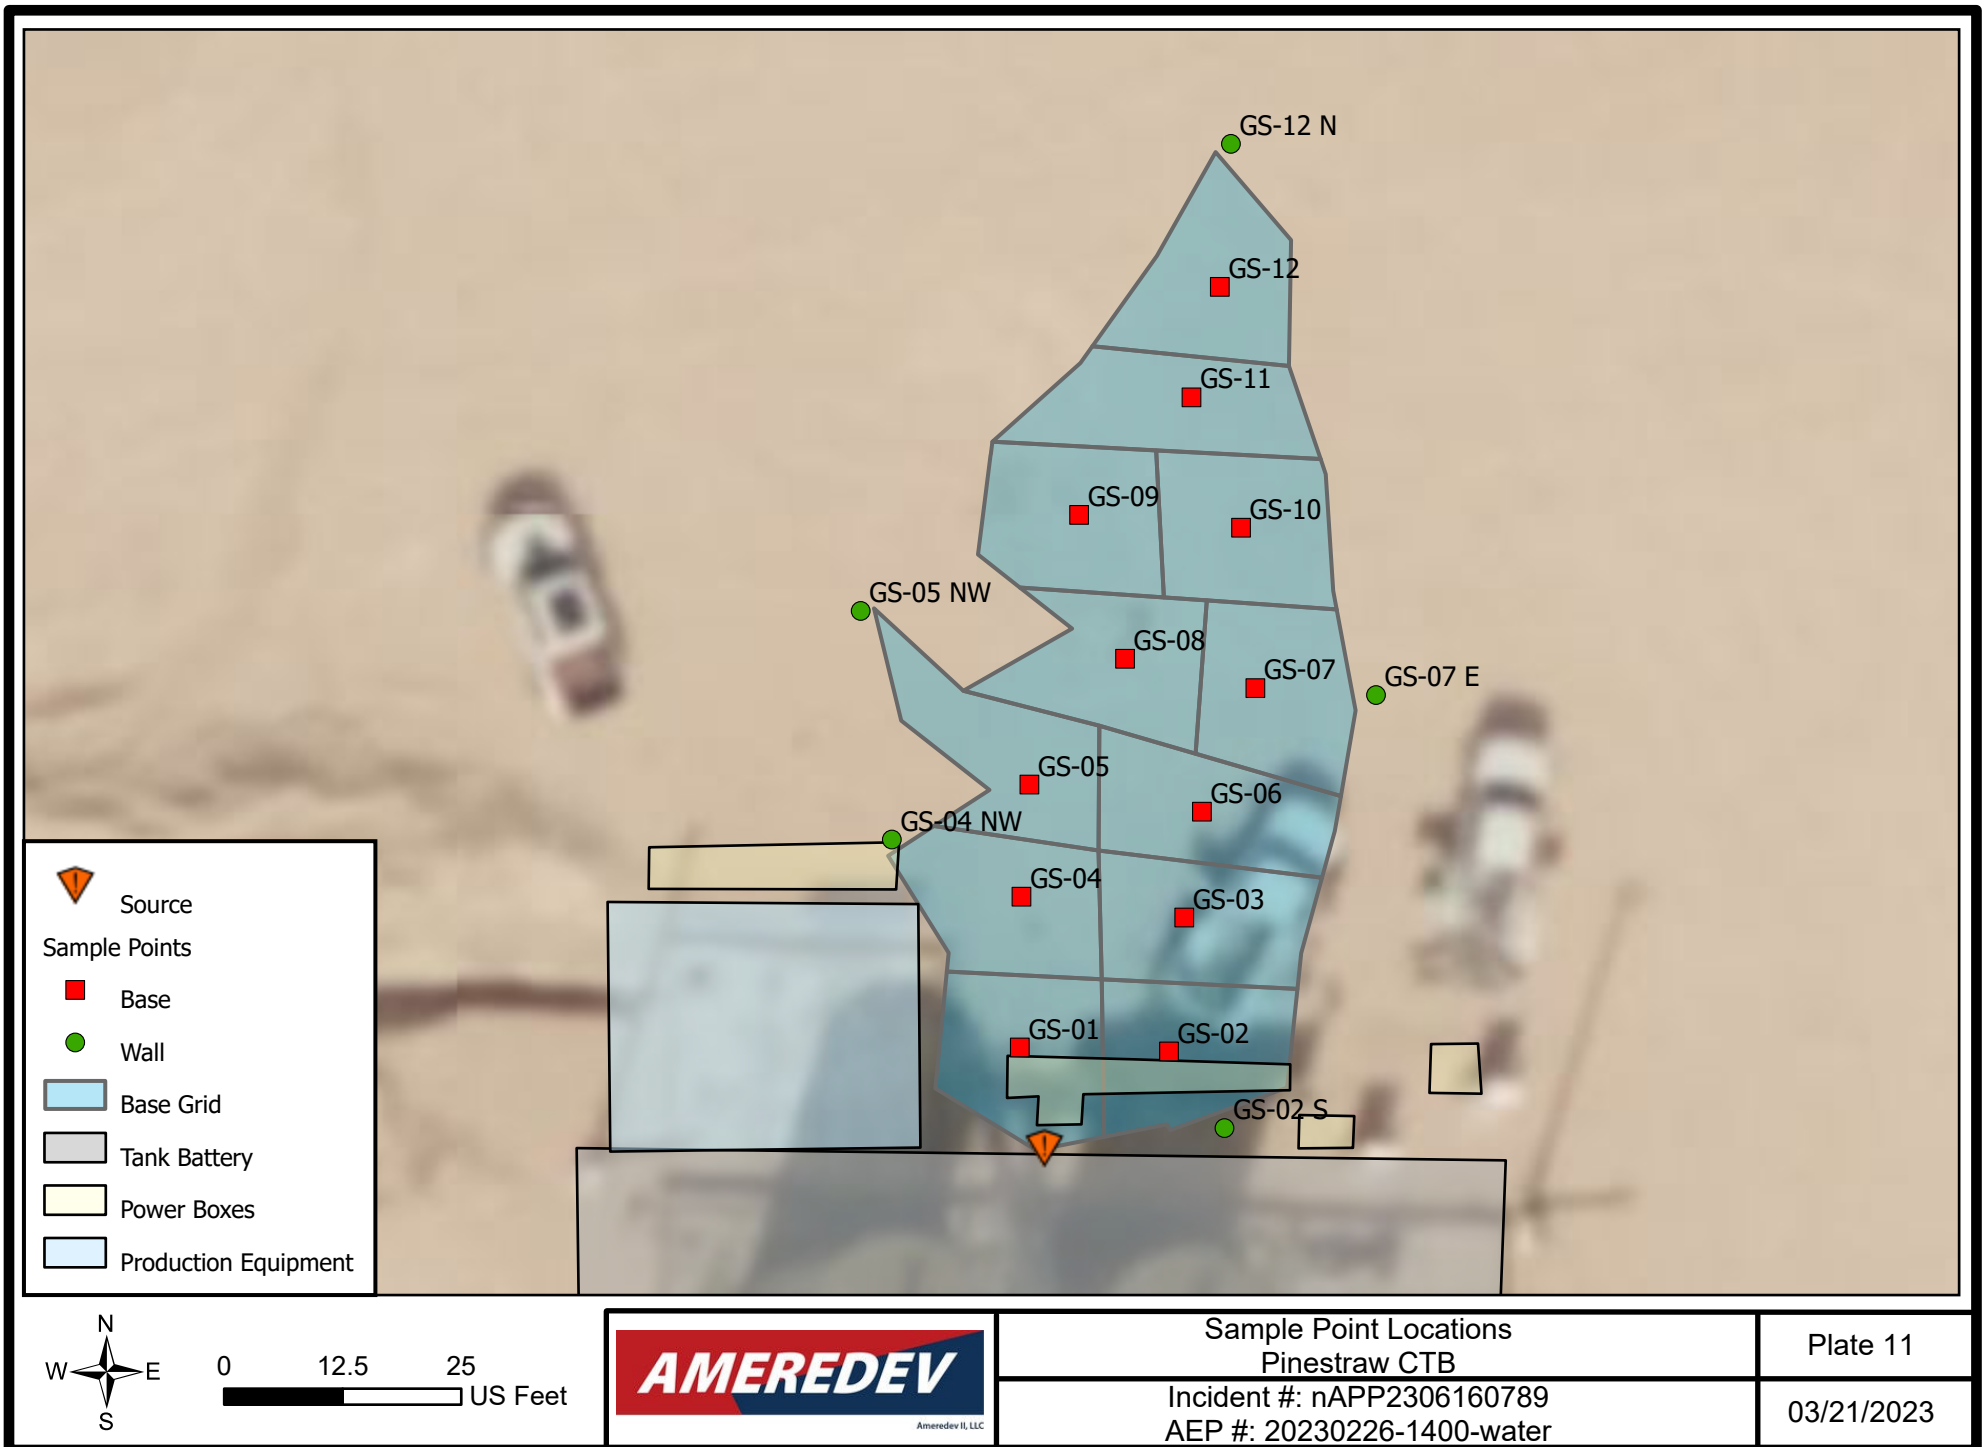 GS-12 N
GS-12
GS-11
GS-09
GS-10
GS-05 NW
GS-08
GS-07
GS-07 E
GS-05
GS-06
GS-04 NW
GS-04
GS-03
GS-01
GS-02
GS-02 S
Source
Sample Points
Base
Wall
Base Grid
Tank Battery
Power Boxes
Production Equipment
N
W E
S
0 12.5 25
US Feet
AMEREDEV
Ameredev II, LLC
Sample Point Locations
Pinestraw CTB
Incident #: nAPP2306160789
AEP #: 20230226-1400-water
Plate 11
03/21/2023